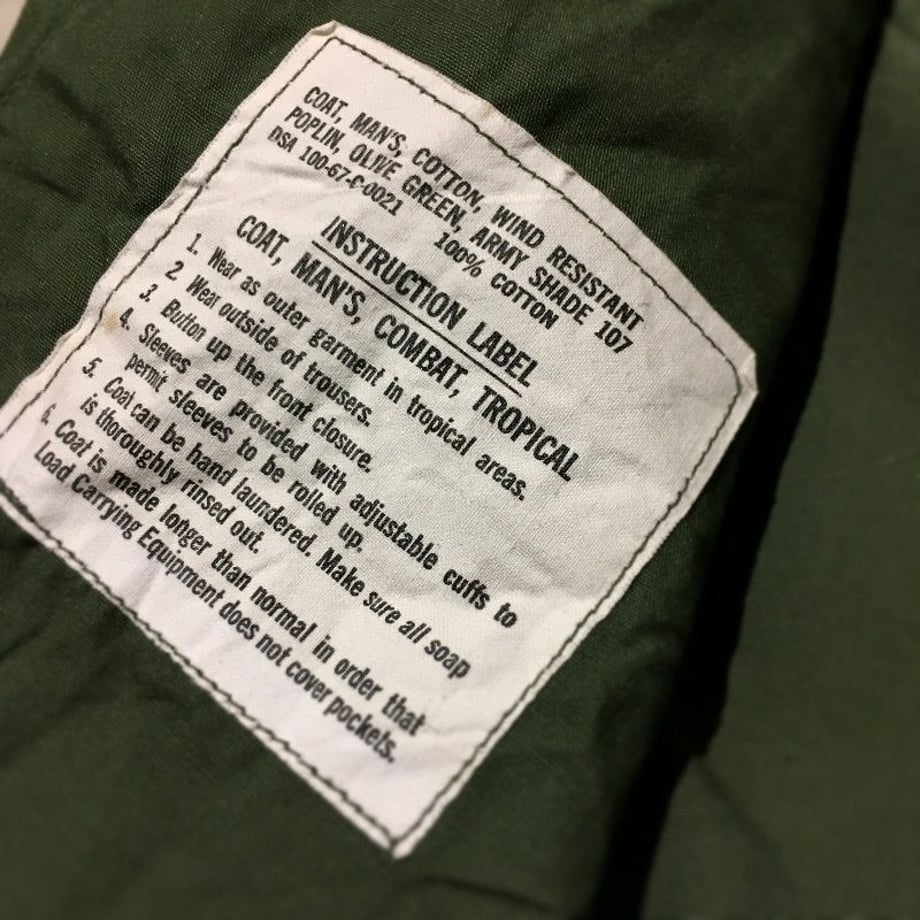 COAT, MAN'S, COTTON, WIND RESISTANT
POPLIN, OLIVE GREEN, ARMY SHADE 107
DSA 100-67-C-0021 100% COTTON
INSTRUCTION LABEL
COAT, MAN'S, COMBAT, TROPICAL
1. Wear as outer garment in tropical areas.
2. Wear outside of trousers.
3. Button up the front closure.
4. Sleeves are provided with adjustable cuffs to
permit sleeves to be rolled up.
5. Coat can be hand laundered. Make sure all soap
is thoroughly rinsed out.
6. Coat is made longer than normal in order that
Load Carrying Equipment does not cover pockets.